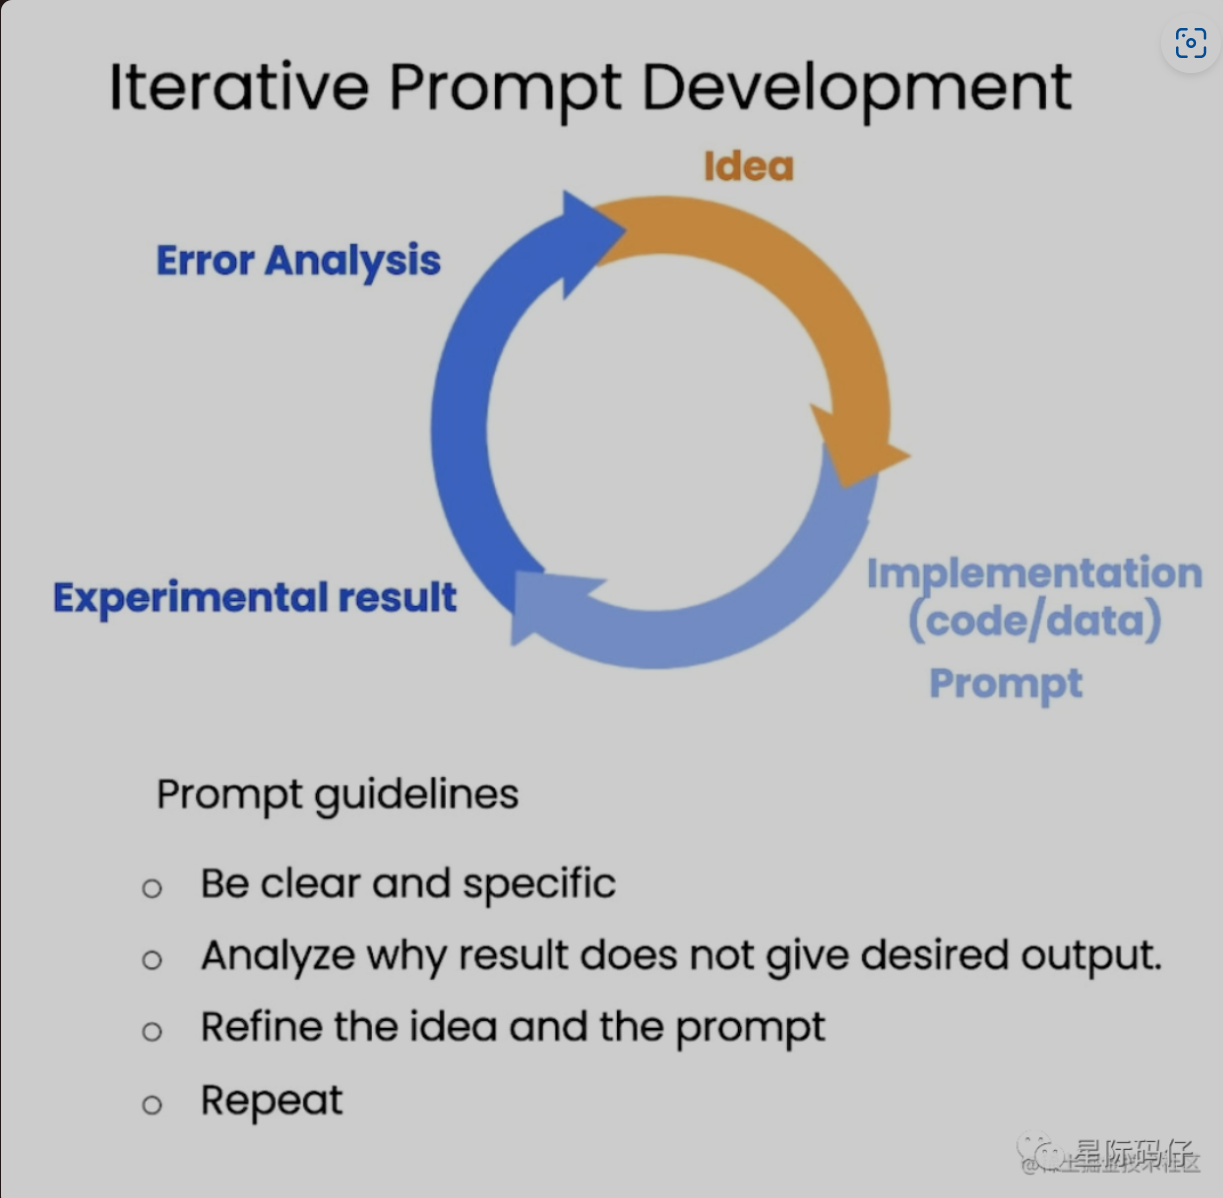 Iterative Prompt Development
Idea
Error Analysis
Experimental result
Implementation
(code/data)
Prompt
Prompt guidelines
Be clear and specific
Analyze why result does not give desired output.
Refine the idea and the prompt
Repeat
星际码仔